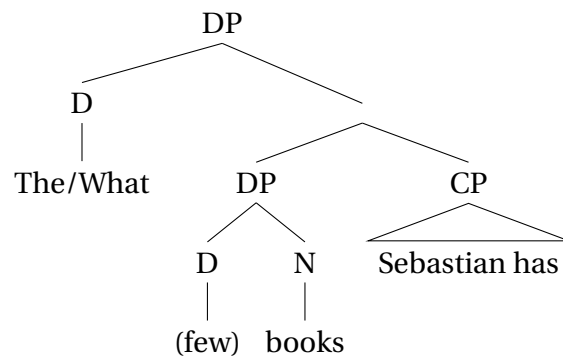 DP
D
The/What DP CP
D N Sebastian has
(few) books